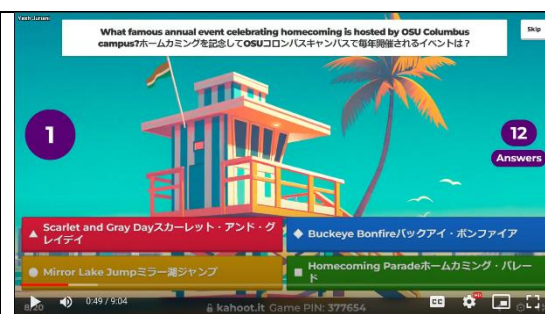 Yash Jurani
What famous annual event celebrating homecoming is hosted by OSU Columbus
campus?ホームカミングを記念してOSUコロンバスキャンパスで毎年開催されるイベントは？
Skip
1
12
Answers
Scarlet and Gray Dayスカーレット・アンド・グ
レイデイ
Buckeye Bonfireバックアイ・ボンファイア
Mirror Lake Jumpミラー湖ジャンプ
Homecoming Paradeホームカミング・パレー
ド
0:49 / 9:04
CC
HD
8/20
kahoot.it Game PIN: 377654